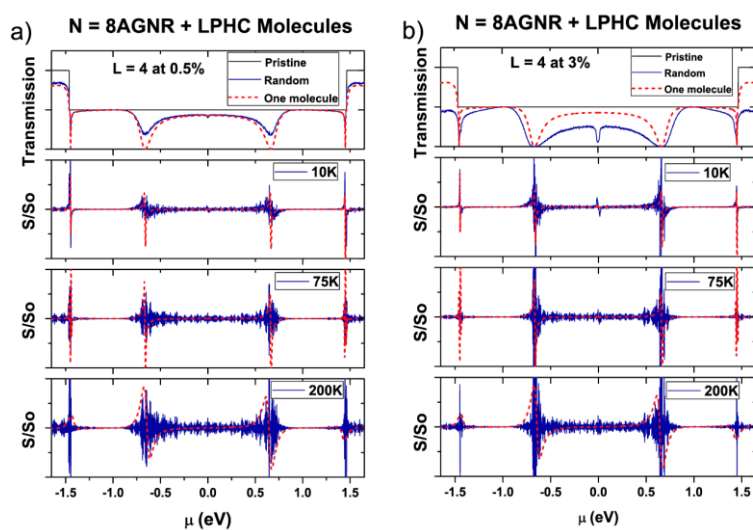 a) N = 8AGNR + LPHC Molecules
Transmission
L = 4 at 0.5%
Pristine
Random
One molecule
S/So
10K
S/So
75K
S/So
200K
-1.5 -1.0 -0.5 0.0 0.5 1.0 1.5
μ (eV)
b) N = 8AGNR + LPHC Molecules
Transmission
L = 4 at 3%
Pristine
Random
One molecule
S/So
10K
S/So
75K
S/So
200K
-1.5 -1.0 -0.5 0.0 0.5 1.0 1.5
μ (eV)